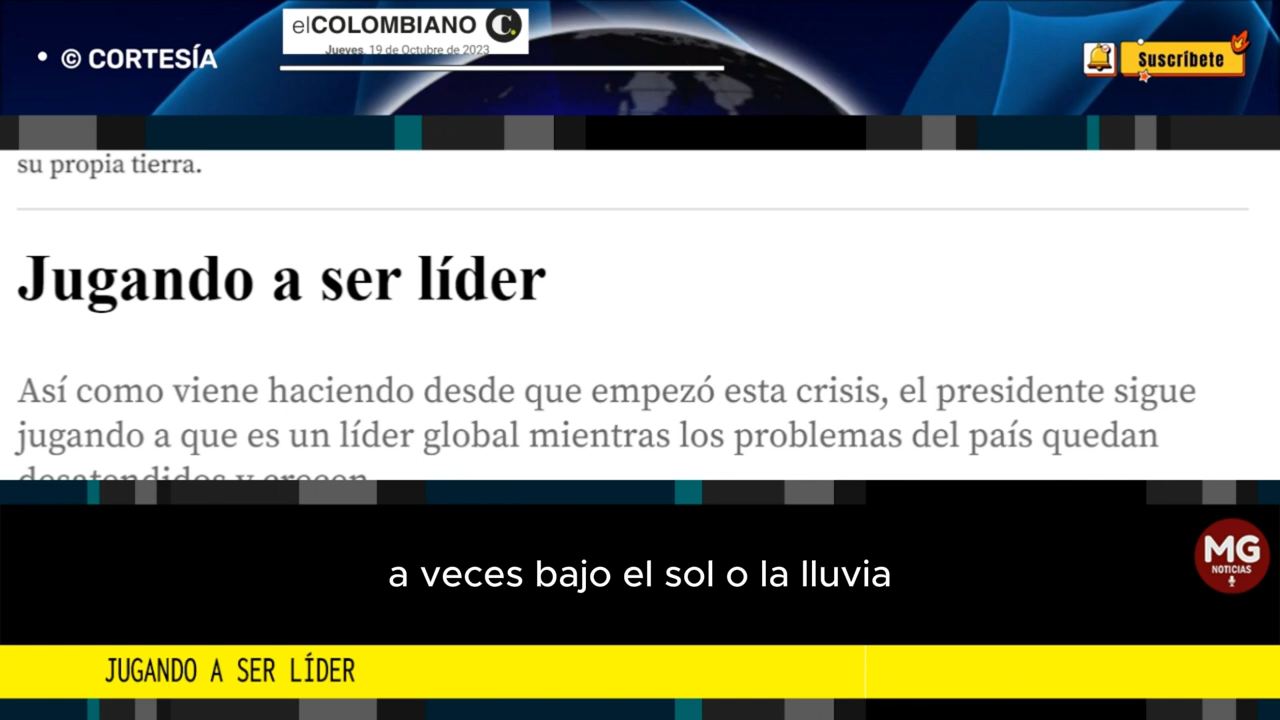 • © CORTESÍA
elCOLOMBIANO C.
Jueves, 19 de Octubre de 2023
Suscríbete
su propia tierra.
Jugando a ser líder
Así como viene haciendo desde que empezó esta crisis, el presidente sigue
jugando a que es un líder global mientras los problemas del país quedan
desatendidos y crecen
a veces bajo el sol o la lluvia
MG
NOTICIAS
JUGANDO A SER LÍDER